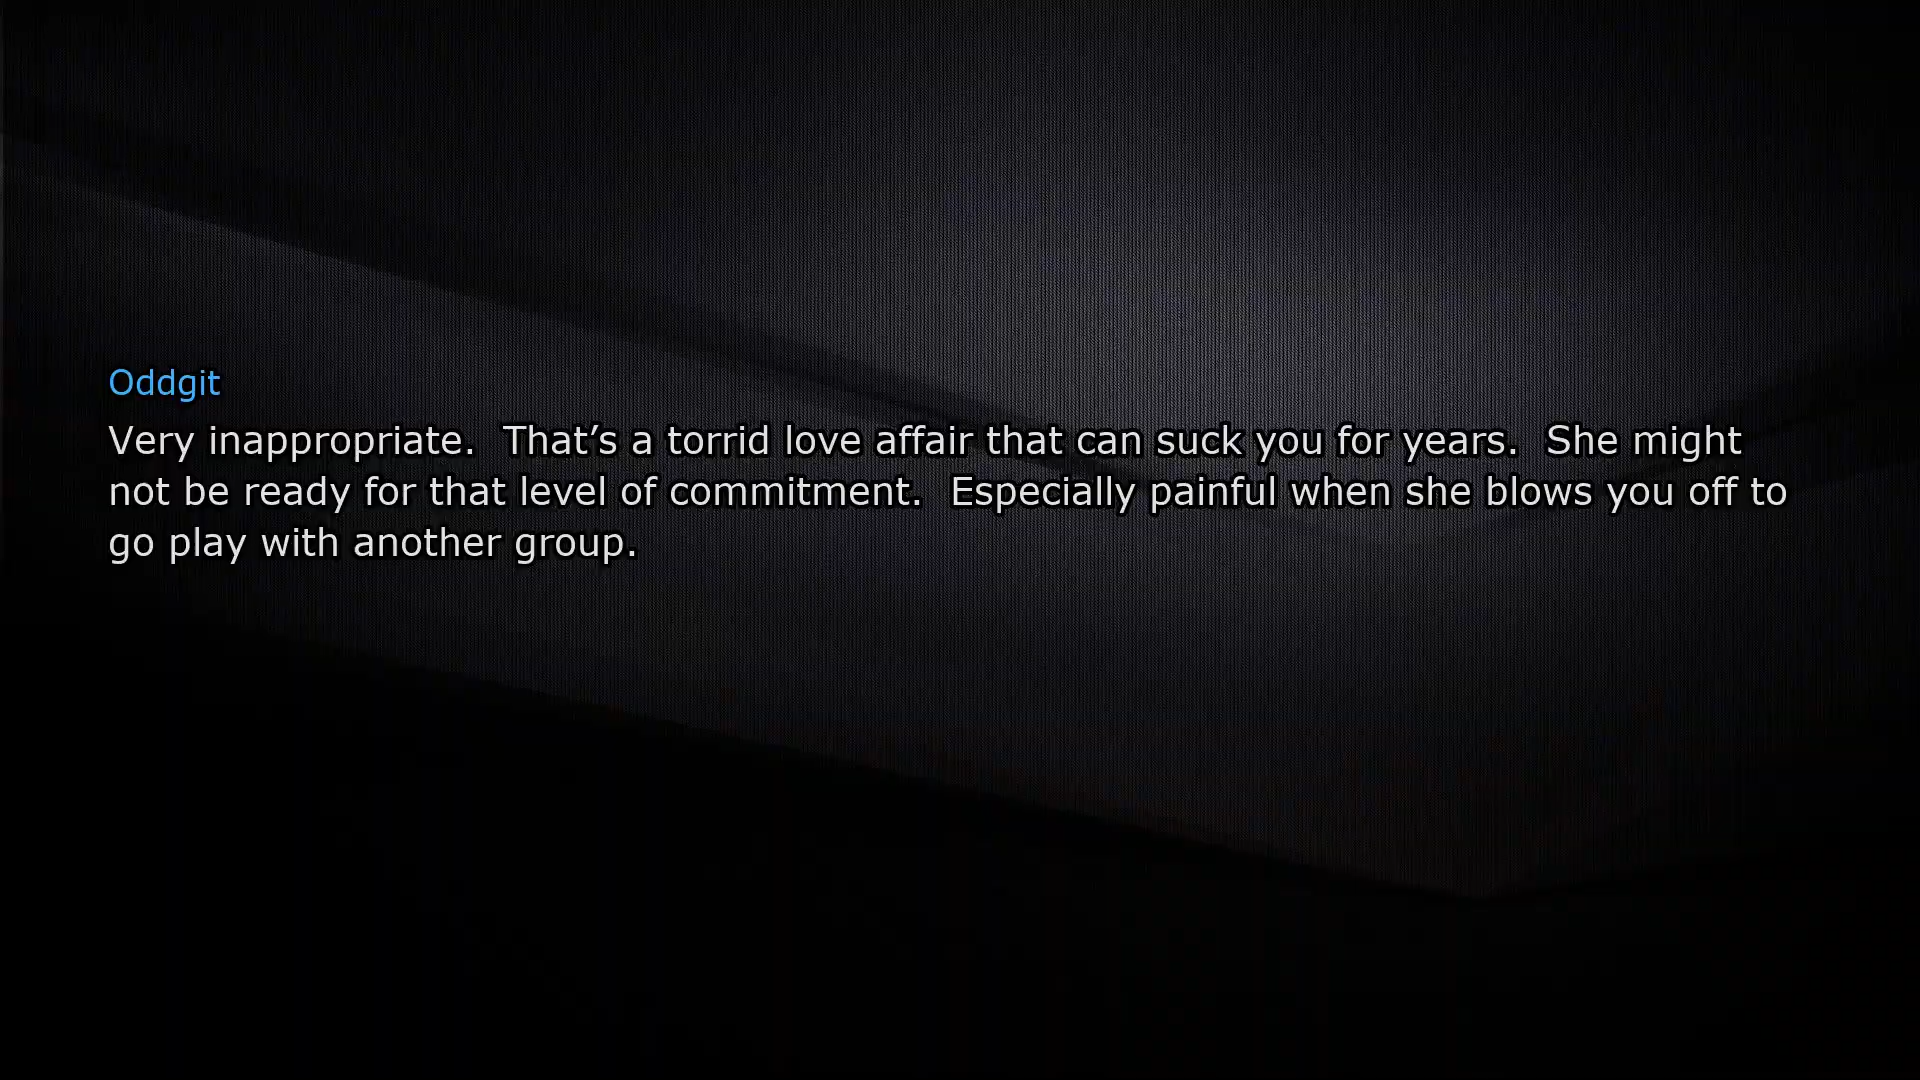 Oddgit
Very inappropriate.  That’s a torrid love affair that can suck you for years.  She might
not be ready for that level of commitment.  Especially painful when she blows you off to
go play with another group.